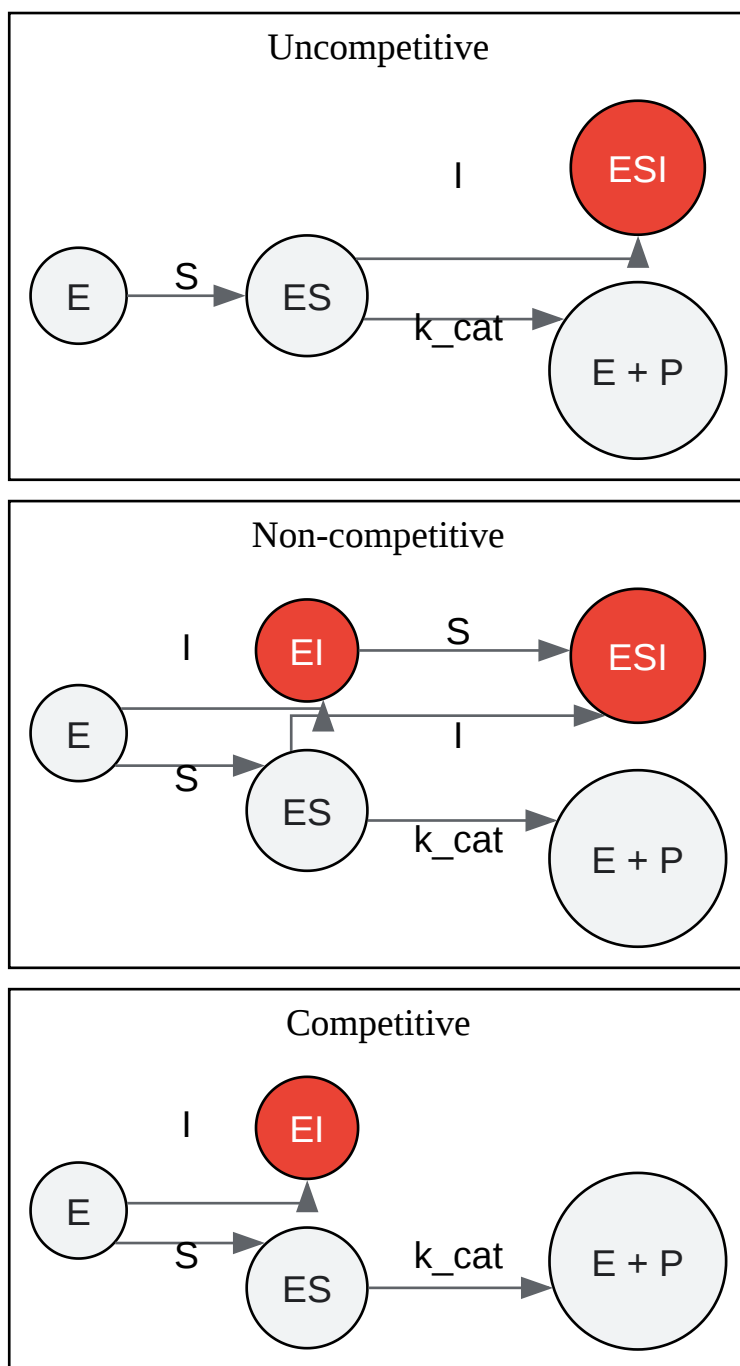 Uncompetitive
I
ESI
E
S
ES
k_cat
E + P
Non-competitive
I
EI
S
ESI
E
I
S
ES
k_cat
E + P
Competitive
I
EI
E
S
ES
k_cat
E + P